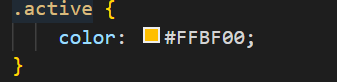 .active {
    color: #FFBF00;
}